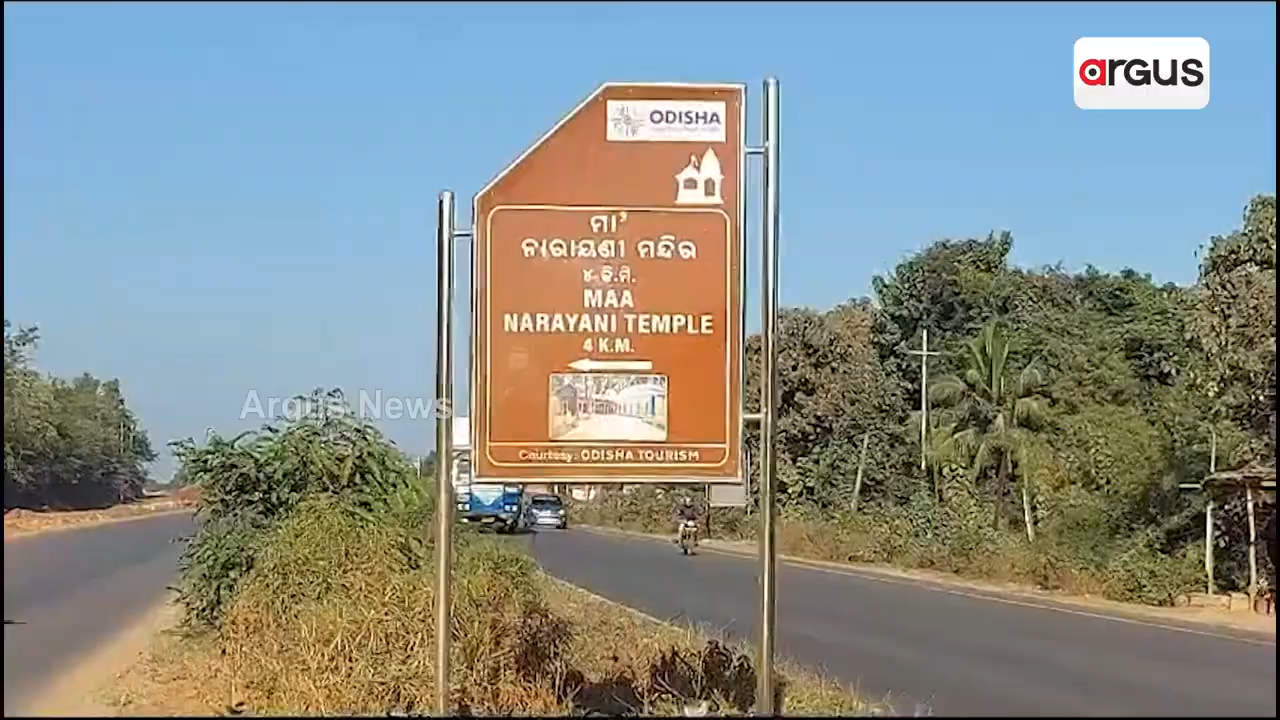 argus
ODISHA
ମା'
ନାରାୟଣୀ ମନ୍ଦିର
୪-କି.ମି.
MAA
NARAYANI TEMPLE
4 K.M.
Argus News
Courtesy: ODISHA TOURISM